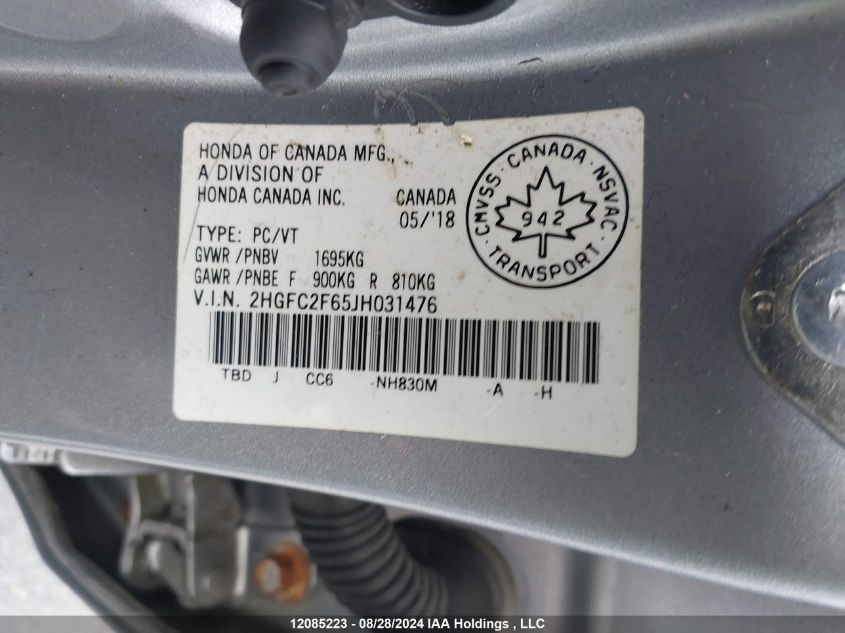 HONDA OF CANADA MFG.,
A DIVISION OF
HONDA CANADA INC.
CANADA
05/'18
TYPE: PC/VT
GVWR /PNBV 1695KG
GAWR /PNBE F 900KG R 810KG
V.I.N. 2HGFC2F65JH031476
TBD J CC6 -NH830M -A -H
CMVSS · CANADA · NSVAC
942
- TRANSPORT -
12085223 - 08/28/2024 IAA Holdings , LLC